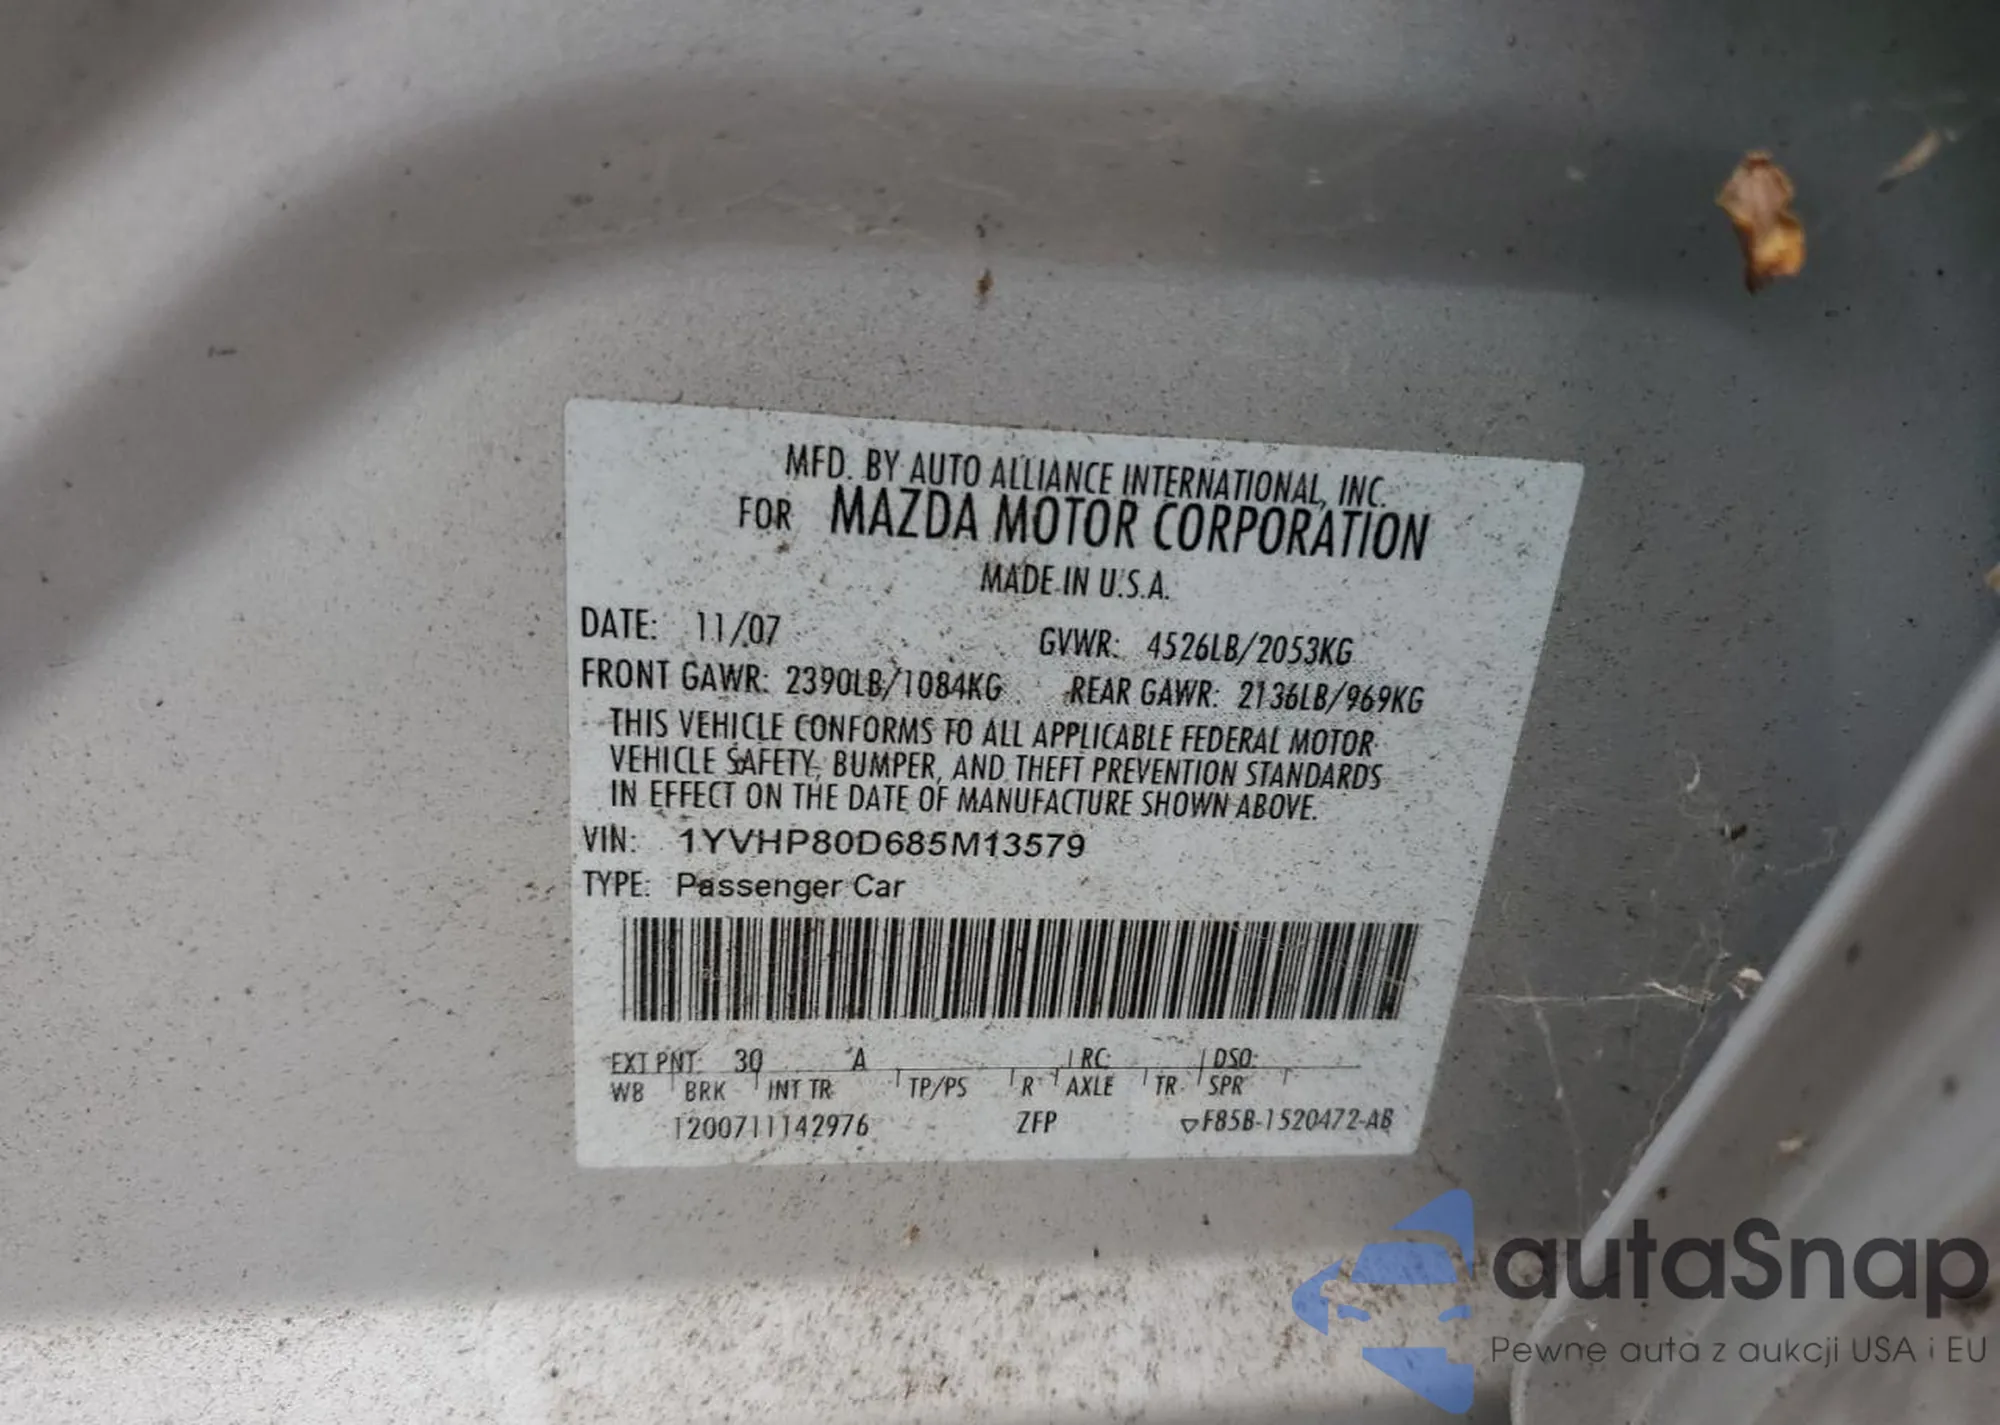 MFD. BY AUTO ALLIANCE INTERNATIONAL, INC.
FOR MAZDA MOTOR CORPORATION
MADE IN U.S.A.
DATE: 11/07 GVWR: 4526LB/2053KG
FRONT GAWR: 2390LB/1084KG REAR GAWR: 2136LB/969KG
THIS VEHICLE CONFORMS TO ALL APPLICABLE FEDERAL MOTOR
VEHICLE SAFETY, BUMPER, AND THEFT PREVENTION STANDARDS
IN EFFECT ON THE DATE OF MANUFACTURE SHOWN ABOVE.
VIN: 1YVHP80D685M13579
TYPE: Passenger Car
EXT PNT: 30 A RC: DSO:
WB BRK INT TR TP/PS R AXLE TR SPR
1200711142976 ZFP ▽F85B-1520472-AB
autaSnap
Pewne auta z aukcji USA i EU